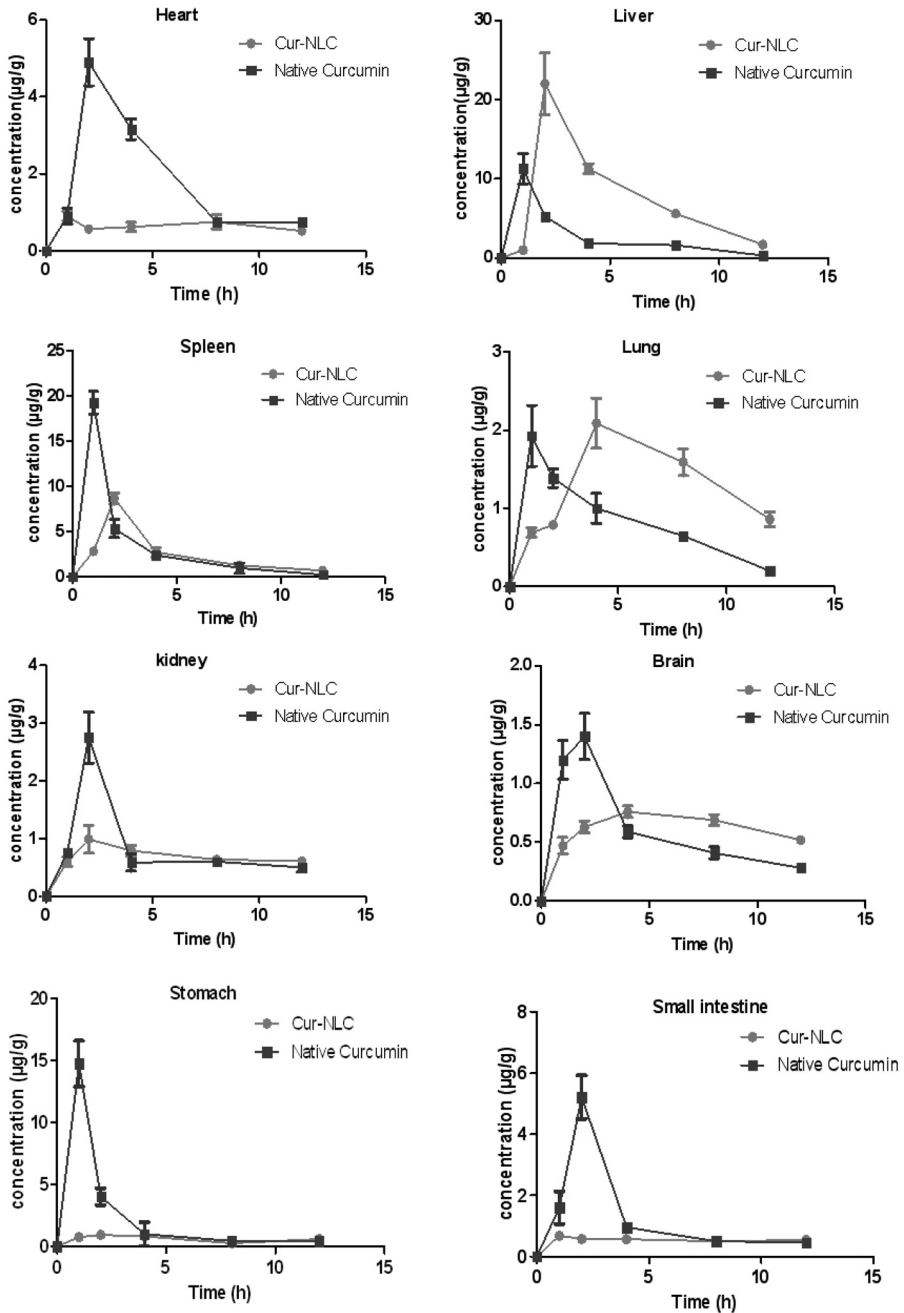 Heart
concentration (µg/g)
6
4
2
0
0 5 10 15
Time (h)
Cur-NLC
Native Curcumin
Liver
concentration(µg/g)
30
20
10
0
0 5 10 15
Time (h)
Cur-NLC
Native Curcumin
Spleen
concentration (µg/g)
25
20
15
10
5
0
0 5 10 15
Time (h)
Cur-NLC
Native Curcumin
Lung
concentration (µg/g)
3
2
1
0
0 5 10 15
Time (h)
Cur-NLC
Native Curcumin
kidney
concentration (µg/g)
4
3
2
1
0
0 5 10 15
Time (h)
Cur-NLC
Native Curcumin
Brain
concentration (µg/g)
2.0
1.5
1.0
0.5
0.0
0 5 10 15
Time (h)
Cur-NLC
Native Curcumin
Stomach
concentration (µg/g)
20
15
10
5
0
0 5 10 15
Time (h)
Cur-NLC
Native Curcumin
Small intestine
concentration (µg/g)
8
6
4
2
0
0 5 10 15
Time (h)
Cur-NLC
Native Curcumin